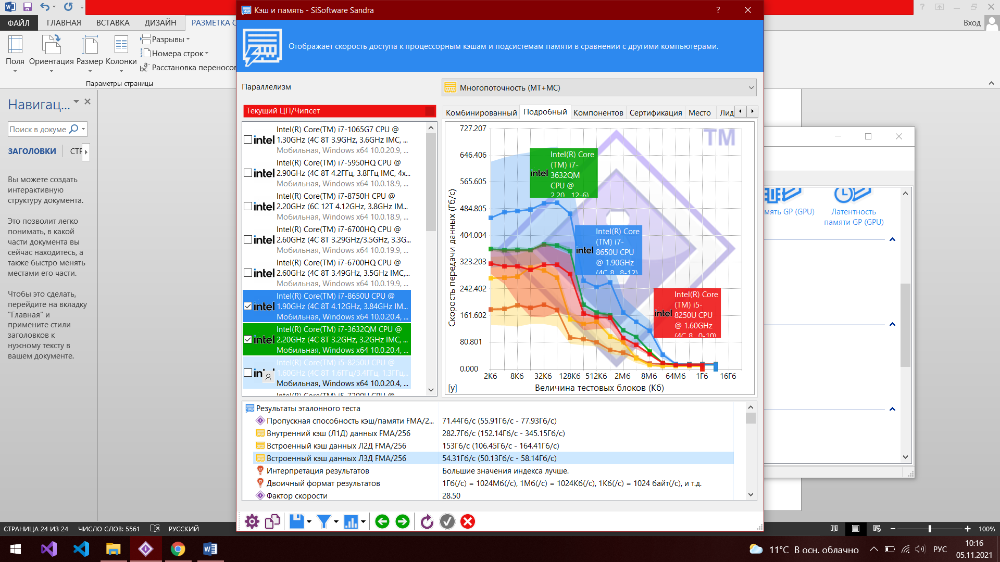 ФАЙЛ
ГЛАВНАЯ
ВСТАВКА
ДИЗАЙН
РАЗМЕТКА С
Вход
Поля
Ориентация
Размер
Колонки
Разрывы
Номера строк
Расстановка переносов
Параметры страницы
Навигац...
Поиск в докуме
ЗАГОЛОВКИ
СТР
Вы можете создать
интерактивную
структуру документа.
Это позволит легко
понимать, в какой
части документа вы
сейчас находитесь, а
также быстро менять
местами его части.
Чтобы это сделать,
перейдите на вкладку
"Главная" и
примените стили
заголовков к
нужному тексту в
вашем документе.
Кэш и память - SiSoftware Sandra
?
Отображает скорость доступа к процессорным кэшам и подсистемам памяти в сравнении с другими компьютерами.
Параллелизм
Многопоточность (МТ+МС)
Текущий ЦП/Чипсет
intel
Intel(R) Core(TM) i7-1065G7 CPU @
1.30GHz (4C 8T 3.9GHz, 3.6GHz IMC, ...
Мобильная, Windows x64 10.0.20.9, ...
intel
Intel(R) Core(TM) i7-5950HQ CPU @
2.90GHz (4C 8T 4.2ГГц, 3.8ГГц IMC, 4x...
Мобильная, Windows x64 10.0.18.9, ...
intel
Intel(R) Core(TM) i7-8750H CPU @
2.20GHz (6C 12T 4.12GHz, 3.8GHz IM...
Мобильная, Windows x64 10.0.18.9, ...
intel
Intel(R) Core(TM) i7-6700HQ CPU @
2.60GHz (4C 8T 3.29GHz/3.5GHz, 3.3G...
Мобильная, Windows x64 10.0.19.9, ...
intel
Intel(R) Core(TM) i7-6700HQ CPU @
2.60GHz (4C 8T 3.49GHz, 3.5GHz IMC,...
Мобильная, Windows x64 10.0.19.9, ...
intel
Intel(R) Core(TM) i7-8650U CPU @
1.90GHz (4C 8T 4.12GHz, 3.84GHz IM...
Мобильная, Windows x64 10.0.20.4, ...
intel
Intel(R) Core(TM) i7-3632QM CPU @
2.20GHz (4C 8T 3.2GHz, 3.2GHz IMC, ...
Мобильная, Windows x64 10.0.20.4, ...
Intel(R) Core(TM) i5-8250U CPU @
1.60GHz (4C 8T 1.6ГГц/3.4ГГц, 1.3ГГц...
Мобильная, Windows x64 10.0.20.4, ...
Intel(R) Core(TM) i5-7200U CPU @
Комбинированный
Подробный
Компонентов
Сертификация
Место
Лид
TM
Скорость передачи данных (Гб/с)
727.207
646.406
565.605
484.805
404.004
323.203
242.402
161.602
80.801
0.000
intel
Intel(R) Core
(TM) i7-
3632QM
CPU @
2.20...12-6)
intel
Intel(R) Core
(TM) i7-
8650U CPU
@ 1.90GHz
(4C 8...8-12)
intel
Intel(R) Core
(TM) i5-
8250U CPU
@ 1.60GHz
(4C 8...0-10)
2Кб 8Кб 32Кб 128Кб 512Кб 2Мб 8Мб 64Мб 1Гб 16Гб
[y]
Величина тестовых блоков (Кб)
Результаты эталонного теста
Пропускная способность кэш/памяти FMA/2... 71.44Гб/с (55.91Гб/с - 77.93Гб/с)
Внутренний кэш (Л1Д) данных FMA/256 282.7Гб/с (152.14Гб/с - 345.15Гб/с)
Встроенный кэш данных Л2Д FMA/256 153Гб/с (106.45Гб/с - 164.41Гб/с)
Встроенный кэш данных Л3Д FMA/256 54.31Гб/с (50.13Гб/с - 58.14Гб/с)
Интерпретация результатов Большие значения индекса лучше.
Двоичный формат результатов 1Гб(/с) = 1024Мб(/с), 1Мб(/с) = 1024Кб(/с), 1Кб(/с) = 1024 байт(/с), и т.д.
Фактор скорости 28.50
мять GP (GPU)
Латентность
памяти GP (GPU)
СТРАНИЦА 24 ИЗ 24
ЧИСЛО СЛОВ: 5561
РУССКИЙ
100%
11°C В осн. облачно
РУС
10:16
05.11.2021